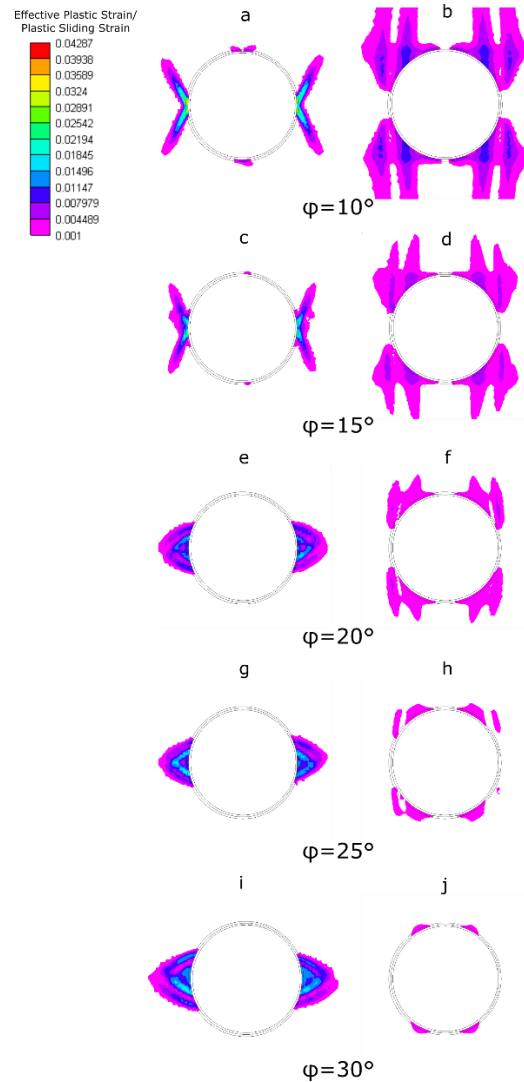 Effective Plastic Strain/
Plastic Sliding Strain
0.04287
0.03938
0.03589
0.0324
0.02891
0.02542
0.02194
0.01845
0.01496
0.01147
0.007979
0.004489
0.001
a
b
φ=10°
c
d
φ=15°
e
f
φ=20°
g
h
φ=25°
i
j
φ=30°